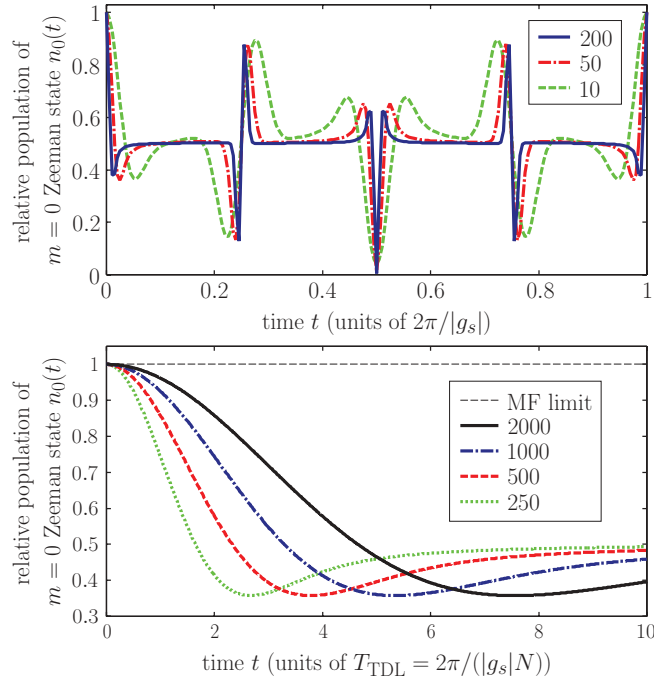 relative population of
m = 0 Zeeman state n₀(t)
1
0.8
0.6
0.4
0.2
0
200
50
10
0 0.2 0.4 0.6 0.8 1
time t (units of 2π/|gₛ|)
relative population of
m = 0 Zeeman state n₀(t)
1
0.9
0.8
0.7
0.6
0.5
0.4
0.3
MF limit
2000
1000
500
250
0 2 4 6 8 10
time t (units of T_TDL = 2π/(|gₛ|N))